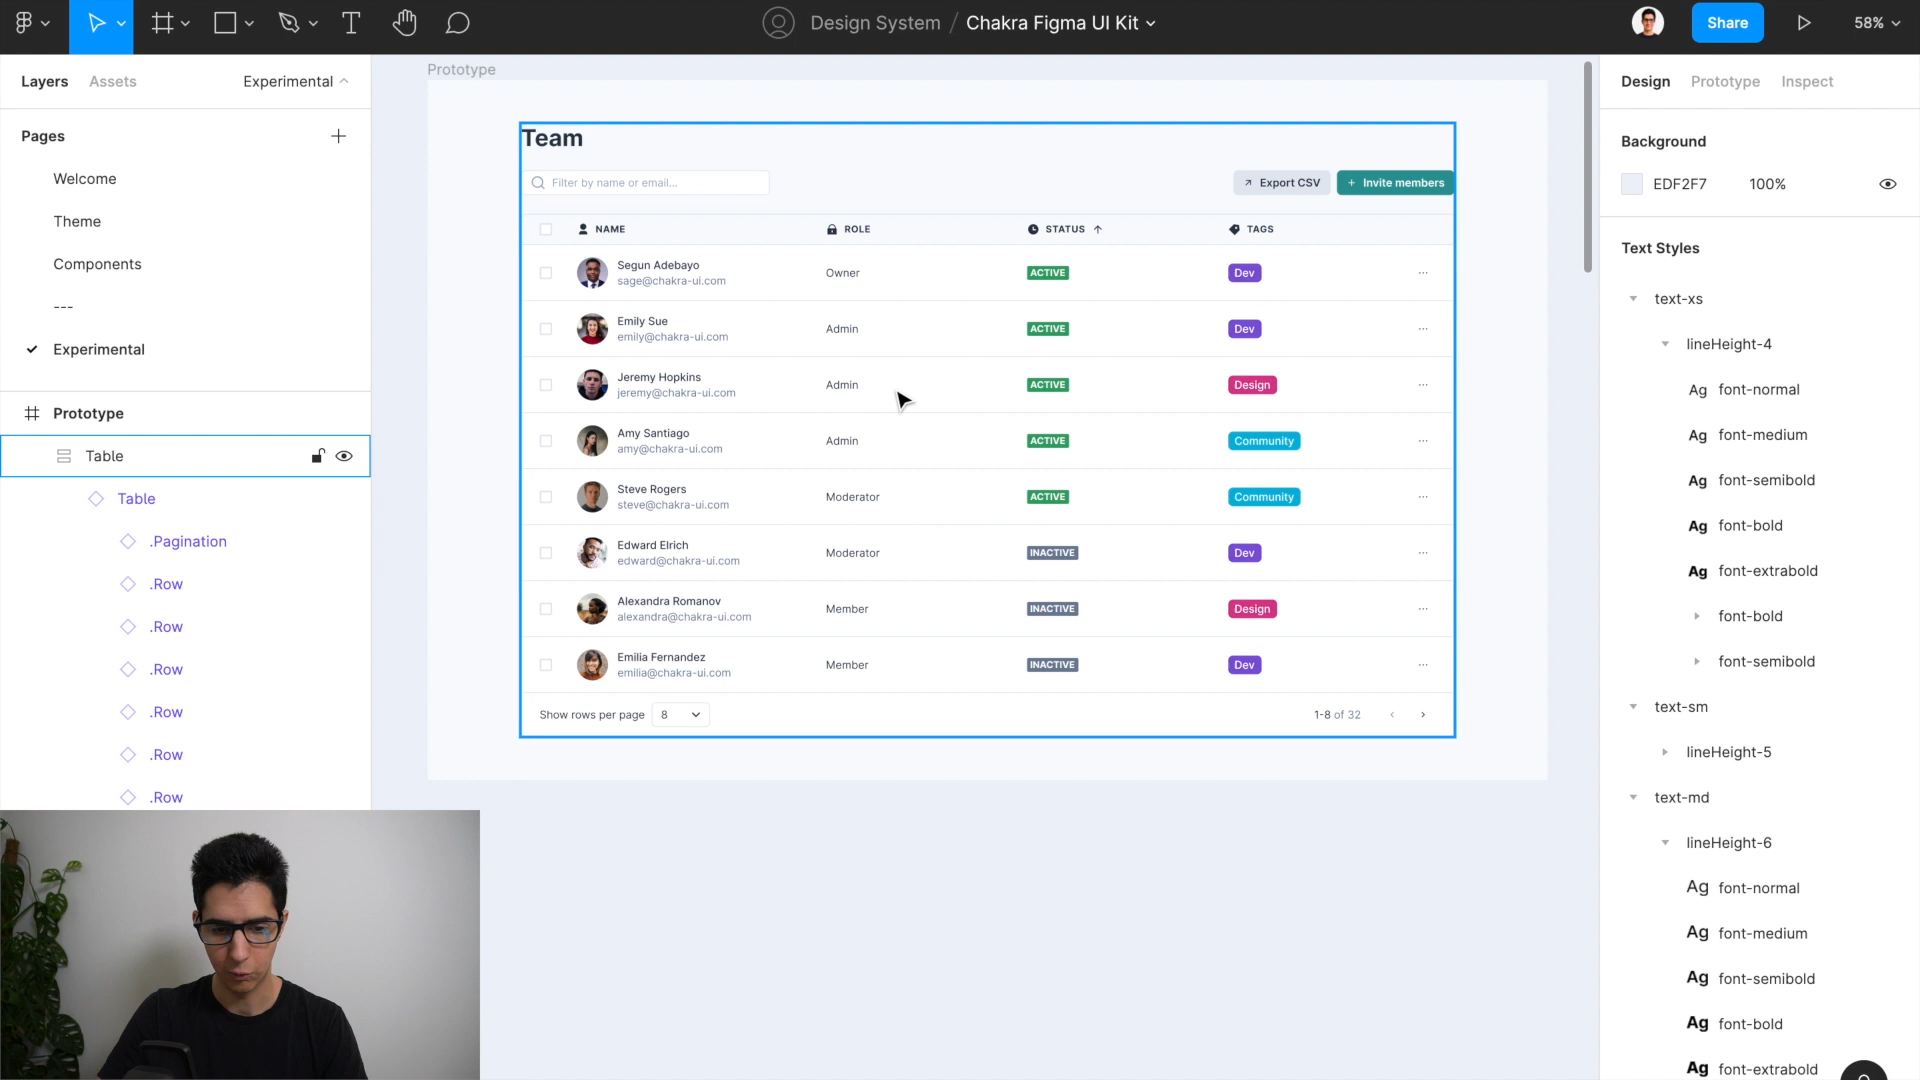 Design System / Chakra Figma UI Kit
Share
58%
Layers
Assets
Experimental
Pages
Welcome
Theme
Components
---
Experimental
Prototype
Table
Table
.Pagination
.Row
.Row
.Row
.Row
.Row
.Row
Prototype
Team
Filter by name or email...
Export CSV
+ Invite members
NAME ROLE STATUS TAGS
Segun Adebayo
sage@chakra-ui.com
Owner ACTIVE Dev ...
Emily Sue
emily@chakra-ui.com
Admin ACTIVE Dev ...
Jeremy Hopkins
jeremy@chakra-ui.com
Admin ACTIVE Design ...
Amy Santiago
amy@chakra-ui.com
Admin ACTIVE Community ...
Steve Rogers
steve@chakra-ui.com
Moderator ACTIVE Community ...
Edward Elrich
edward@chakra-ui.com
Moderator INACTIVE Dev ...
Alexandra Romanov
alexandra@chakra-ui.com
Member INACTIVE Design ...
Emilia Fernandez
emilia@chakra-ui.com
Member INACTIVE Dev ...
Show rows per page 8
1-8 of 32
Design
Prototype
Inspect
Background
EDF2F7 100%
Text Styles
text-xs
lineHeight-4
Ag font-normal
Ag font-medium
Ag font-semibold
Ag font-bold
Ag font-extrabold
font-bold
font-semibold
text-sm
lineHeight-5
text-md
lineHeight-6
Ag font-normal
Ag font-medium
Ag font-semibold
Ag font-bold
Ag font-extrabold